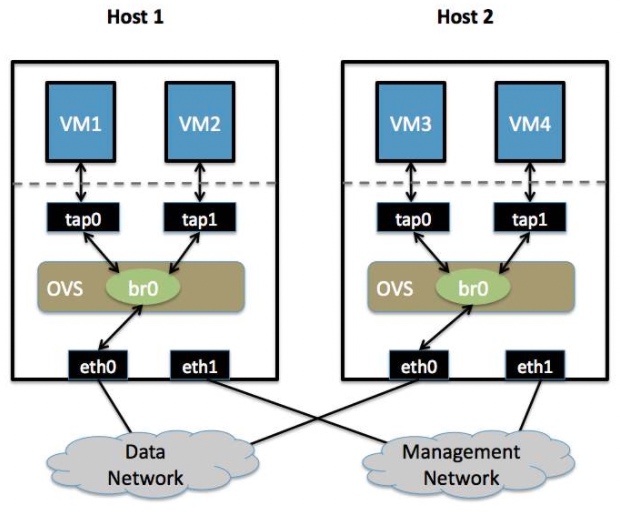 Host 1
Host 2
VM1
VM2
VM3
VM4
tap0
tap1
tap0
tap1
OVS
br0
OVS
br0
eth0
eth1
eth0
eth1
Data
Network
Management
Network